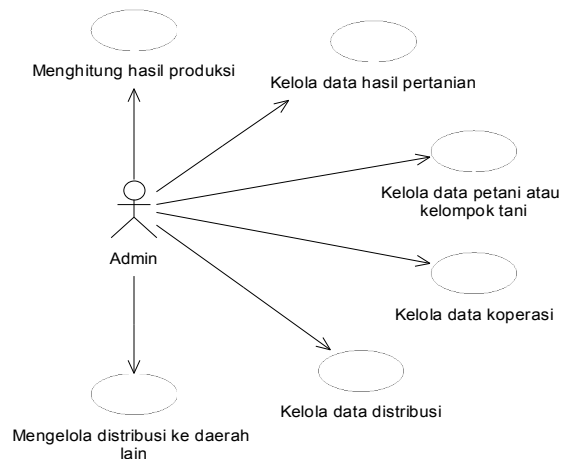 Menghitung hasil produksi
Kelola data hasil pertanian
Kelola data petani atau
kelompok tani
Admin
Kelola data koperasi
Kelola data distribusi
Mengelola distribusi ke daerah
lain